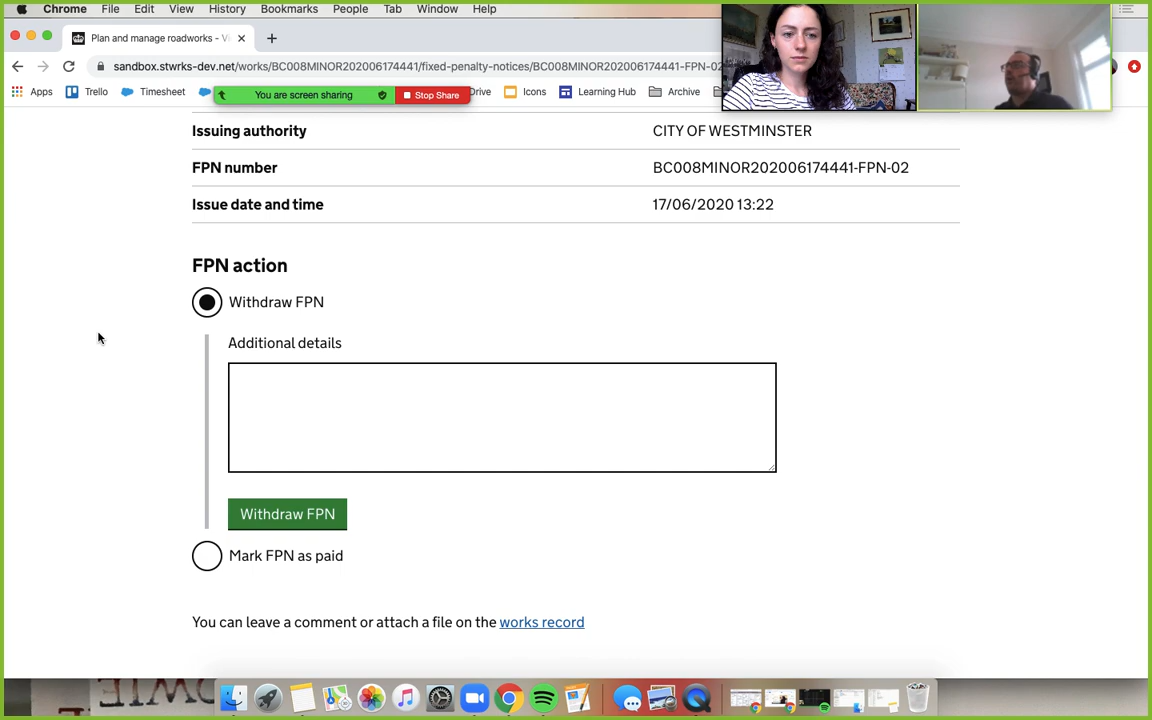 Chrome File Edit View History Bookmarks People Tab Window Help
Plan and manage roadworks - V
sandbox.stwrks-dev.net/works/BC008MINOR202006174441/fixed-penalty-notices/BC008MINOR202006174441-FPN-02
Apps Trello Timesheet You are screen sharing Stop Share Drive Icons Learning Hub Archive
Issuing authority CITY OF WESTMINSTER
FPN number BC008MINOR202006174441-FPN-02
Issue date and time 17/06/2020 13:22
FPN action
Withdraw FPN
Additional details
Withdraw FPN
Mark FPN as paid
You can leave a comment or attach a file on the works record